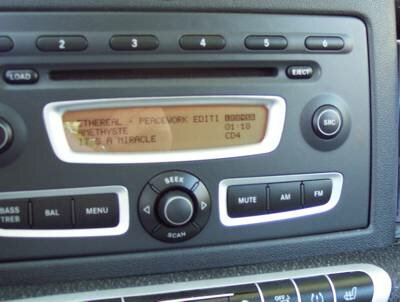 2 3 4 5 6
LOAD EJECT
THEREAL - PEACEWORK EDITI
AMETHYSTE 01-18
IT'S A MIRACLE CD4
SRC
SEEK
SCAN
BASS TREB BAL MENU
MUTE AM FM
OFF